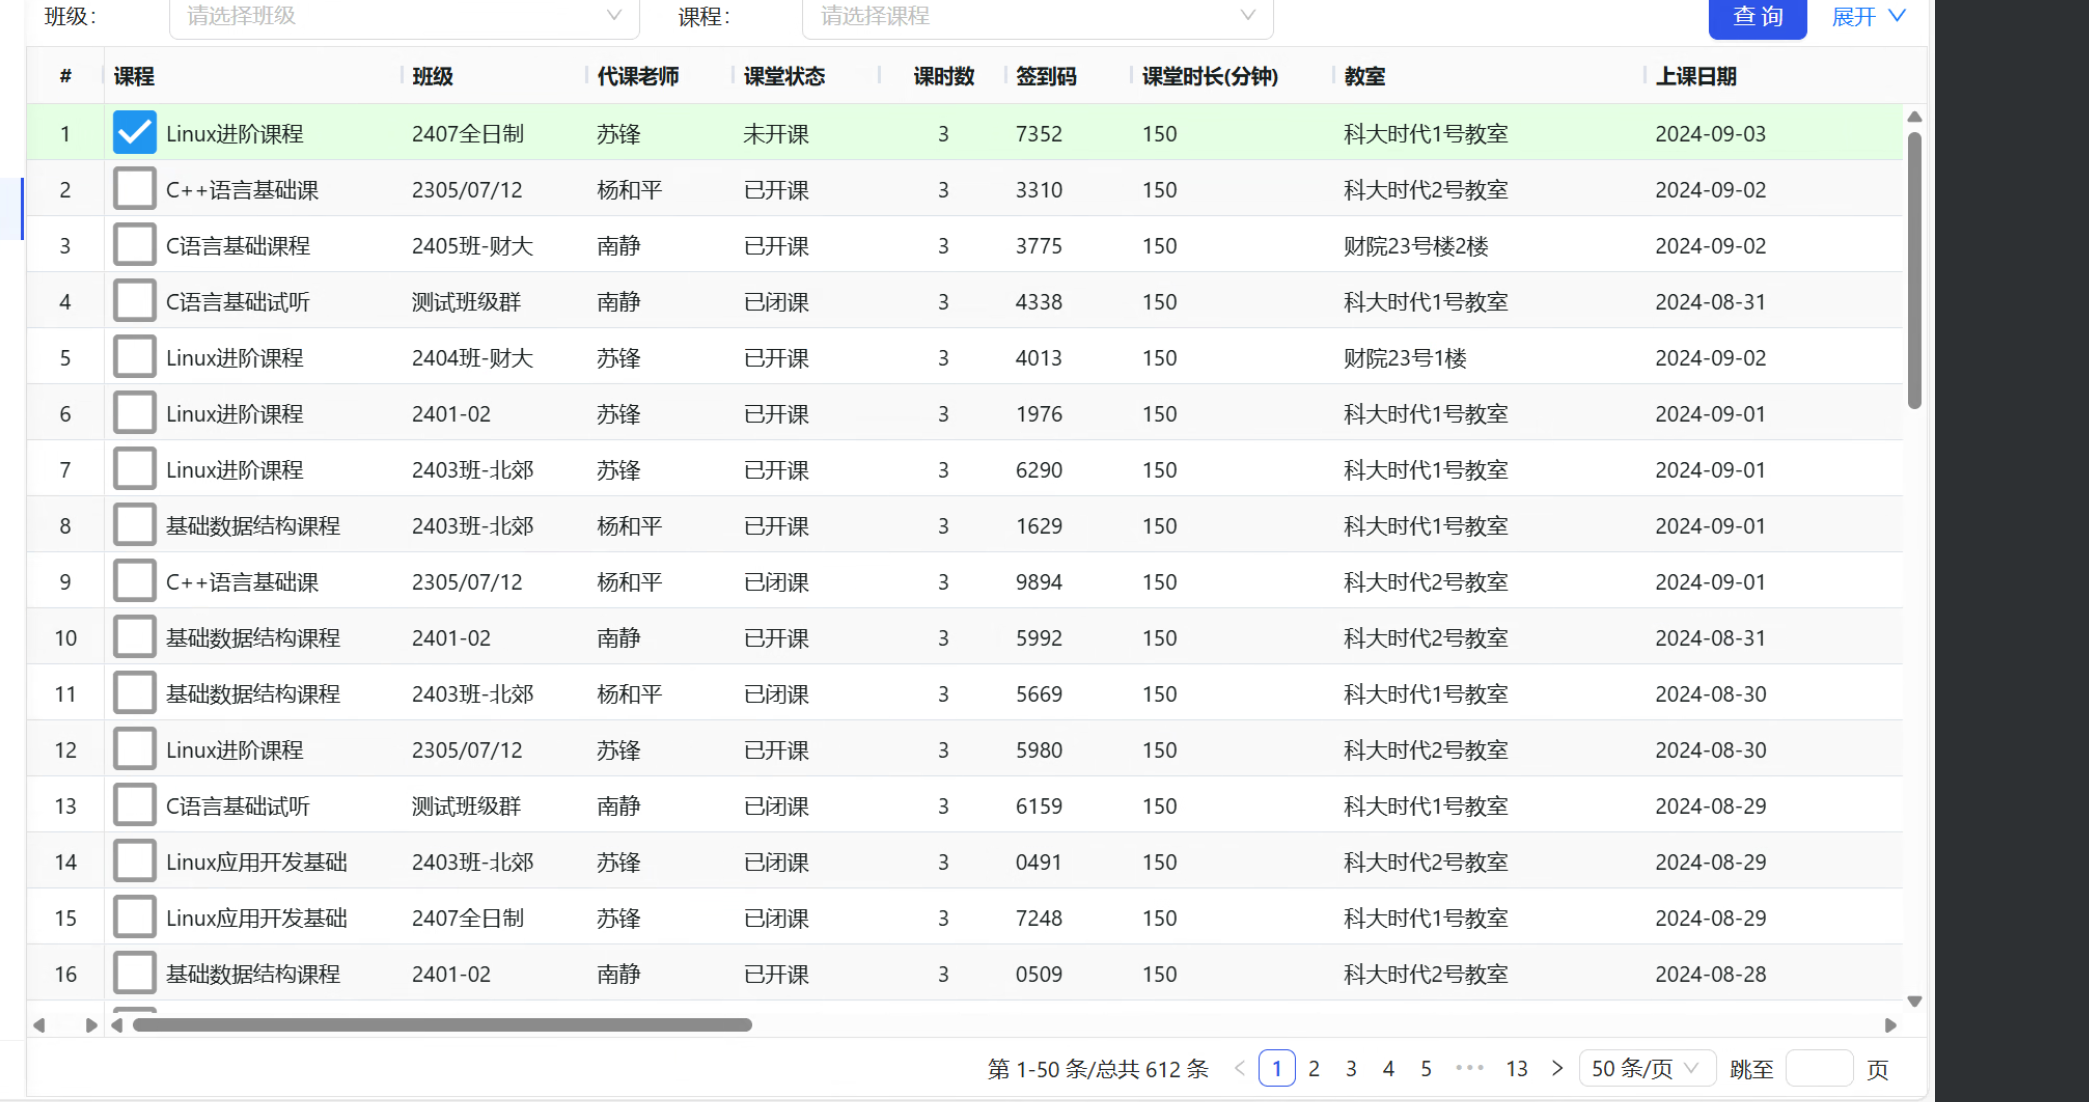 班级： 请选择班级 课程： 请选择课程 查 询 展开
# 课程 班级 代课老师 课堂状态 课时数 签到码 课堂时长(分钟) 教室 上课日期
1 Linux进阶课程 2407全日制 苏锋 未开课 3 7352 150 科大时代1号教室 2024-09-03
2 C++语言基础课 2305/07/12 杨和平 已开课 3 3310 150 科大时代2号教室 2024-09-02
3 C语言基础课程 2405班-财大 南静 已开课 3 3775 150 财院23号楼2楼 2024-09-02
4 C语言基础试听 测试班级群 南静 已闭课 3 4338 150 科大时代1号教室 2024-08-31
5 Linux进阶课程 2404班-财大 苏锋 已开课 3 4013 150 财院23号1楼 2024-09-02
6 Linux进阶课程 2401-02 苏锋 已开课 3 1976 150 科大时代1号教室 2024-09-01
7 Linux进阶课程 2403班-北郊 苏锋 已开课 3 6290 150 科大时代1号教室 2024-09-01
8 基础数据结构课程 2403班-北郊 杨和平 已开课 3 1629 150 科大时代1号教室 2024-09-01
9 C++语言基础课 2305/07/12 杨和平 已闭课 3 9894 150 科大时代2号教室 2024-09-01
10 基础数据结构课程 2401-02 南静 已开课 3 5992 150 科大时代2号教室 2024-08-31
11 基础数据结构课程 2403班-北郊 杨和平 已闭课 3 5669 150 科大时代1号教室 2024-08-30
12 Linux进阶课程 2305/07/12 苏锋 已开课 3 5980 150 科大时代2号教室 2024-08-30
13 C语言基础试听 测试班级群 南静 已闭课 3 6159 150 科大时代1号教室 2024-08-29
14 Linux应用开发基础 2403班-北郊 苏锋 已闭课 3 0491 150 科大时代2号教室 2024-08-29
15 Linux应用开发基础 2407全日制 苏锋 已闭课 3 7248 150 科大时代1号教室 2024-08-29
16 基础数据结构课程 2401-02 南静 已开课 3 0509 150 科大时代2号教室 2024-08-28
第 1-50 条/总共 612 条 < 1 2 3 4 5 ••• 13 > 50 条/页 跳至 页